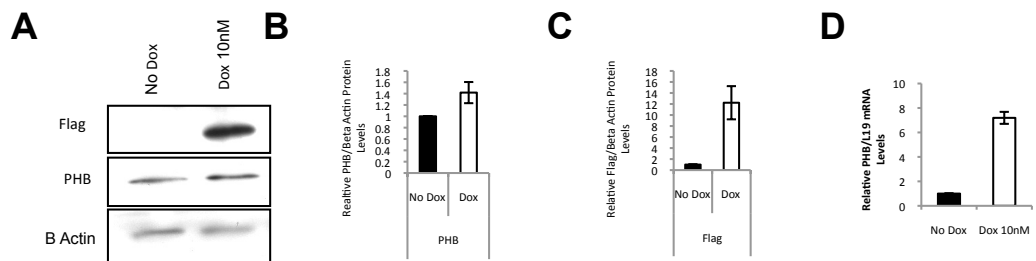 A
No Dox
Dox 10nM
Flag
PHB
B Actin
B
Realtive PHB/Beta Actin Protein
Levels
1.8
1.6
1.4
1.2
1
0.8
0.6
0.4
0.2
0
No Dox
Dox
PHB
C
Relative Flag/Beta Actin Protein
Levels
18
16
14
12
10
8
6
4
2
0
No Dox
Dox
Flag
D
Relative PHB/L19 mRNA
Levels
10
8
6
4
2
0
No Dox
Dox 10nM